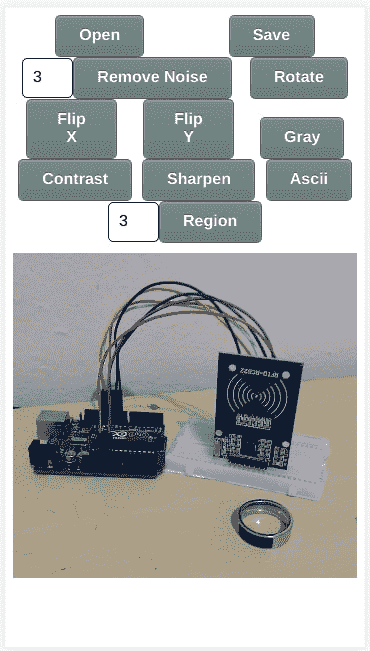 Open
Save
3
Remove Noise
Rotate
Flip
X
Flip
Y
Gray
Contrast
Sharpen
Ascii
3
Region
RFID-RC522